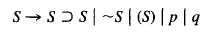 S → S ⊃ S | ~S | (S) | p | q